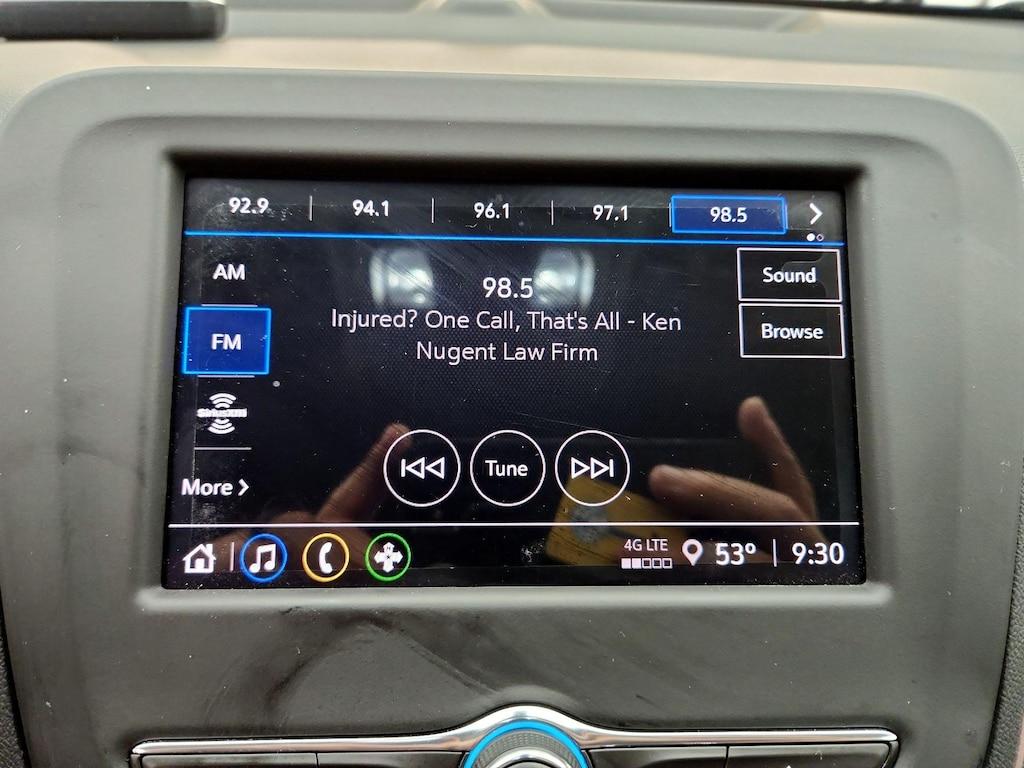 92.9 94.1 96.1 97.1 98.5
AM
98.5
Sound
Injured? One Call, That's All - Ken
Nugent Law Firm
Browse
FM
SiriusXM
Tune
More
4G LTE
53° 9:30